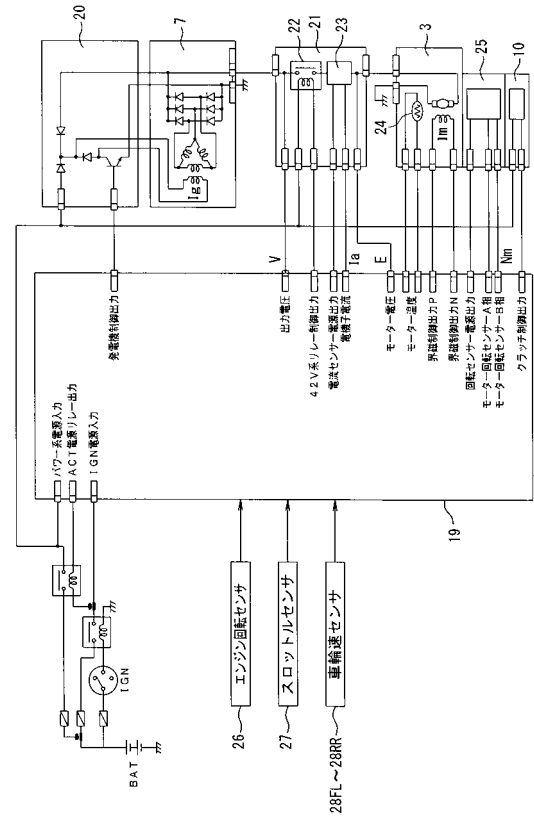 20
7
22
21
23
3
25
10
24
Ig
Im
V
Ia
E
Nm
発電機制御出力
出力電圧
42V系リレー制御出力
電流センサー電源出力
電機子電流
モーター電圧
モーター温度
界磁制御出力P
界磁制御出力N
回転センサー電源出力
モーター回転センサーA相
モーター回転センサーB相
クラッチ制御出力
パワー系電源入力
ACT電源リレー出力
IGN電源入力
19
IGN
BAT
エンジン回転センサ
26
スロットルセンサ
27
車輪速センサ
28FL～28RR